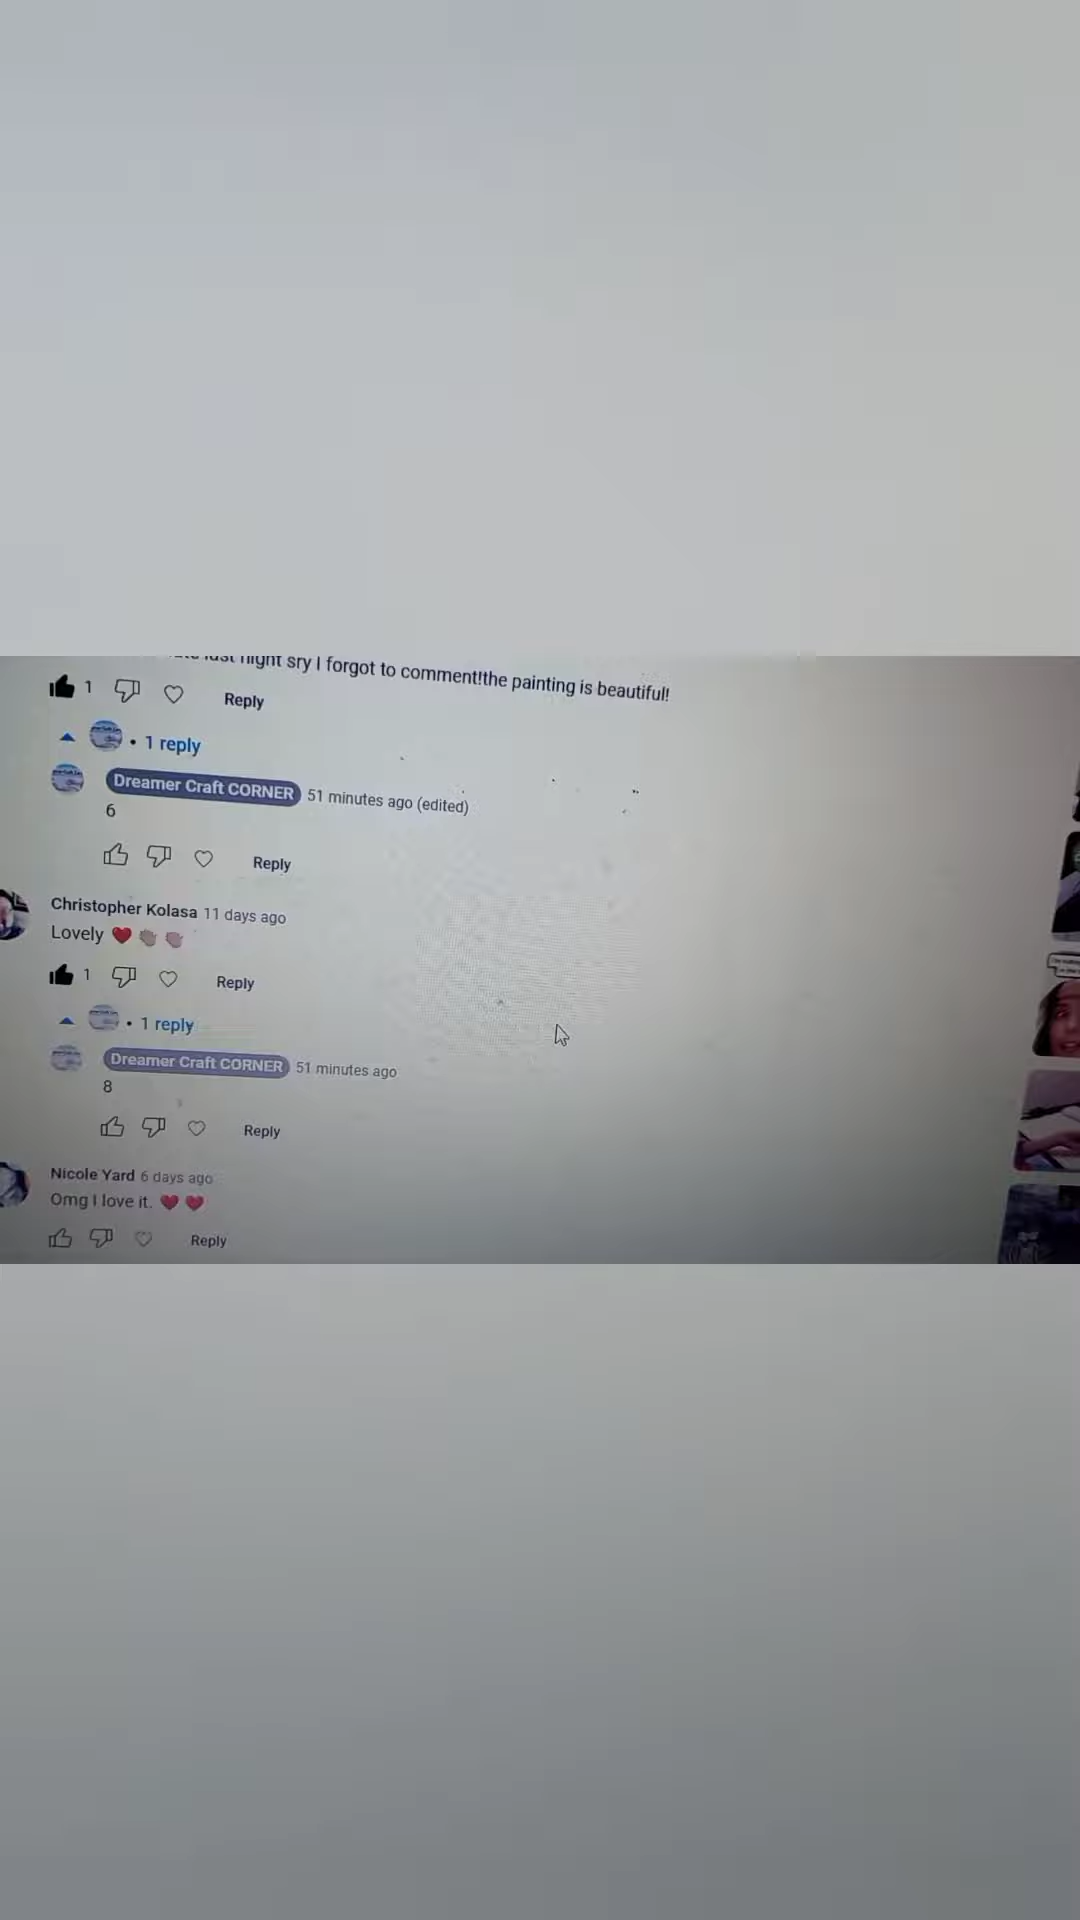 night sry I forgot to comment!the painting is beautiful!
1 Reply
• 1 reply
Dreamer Craft CORNER 51 minutes ago (edited)
6
Reply
Christopher Kolasa 11 days ago
Lovely ❤️ 👏🏽 👏🏽
1 Reply
• 1 reply
Dreamer Craft CORNER 51 minutes ago
8
Reply
Nicole Yard 6 days ago
Omg I love it. ❤️ ❤️
Reply